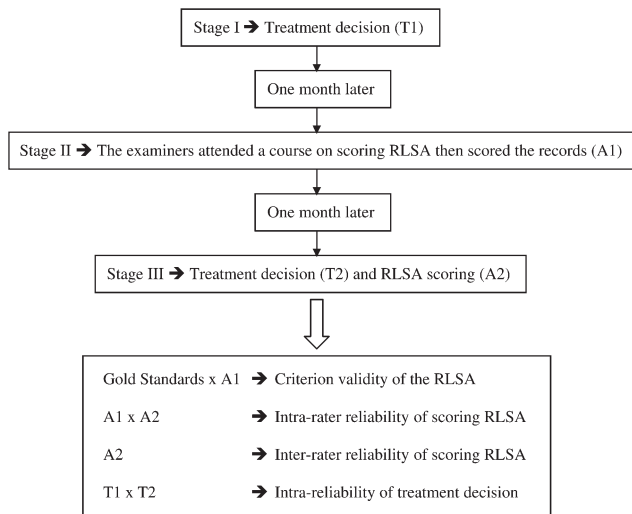 Stage I ➔ Treatment decision (T1)
One month later
Stage II ➔ The examiners attended a course on scoring RLSA then scored the records (A1)
One month later
Stage III ➔ Treatment decision (T2) and RLSA scoring (A2)
Gold Standards x A1 ➔ Criterion validity of the RLSA
A1 x A2 ➔ Intra-rater reliability of scoring RLSA
A2 ➔ Inter-rater reliability of scoring RLSA
T1 x T2 ➔ Intra-reliability of treatment decision